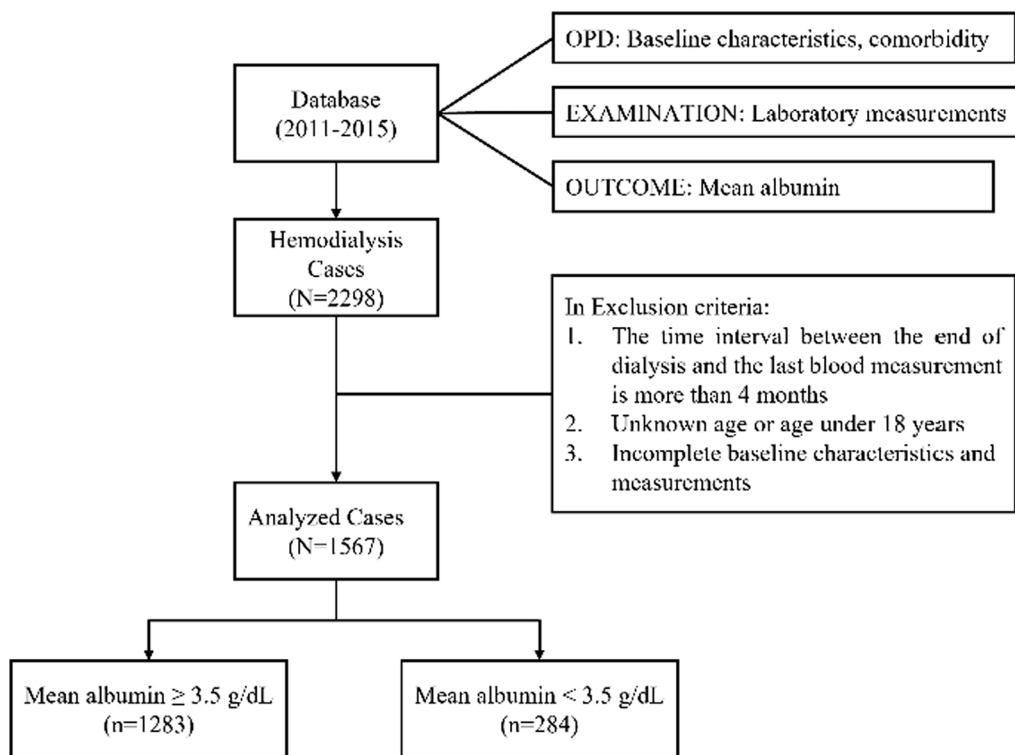 OPD: Baseline characteristics, comorbidity
Database
(2011-2015)
EXAMINATION: Laboratory measurements
OUTCOME: Mean albumin
Hemodialysis
Cases
(N=2298)
In Exclusion criteria:
1. The time interval between the end of
dialysis and the last blood measurement
is more than 4 months
2. Unknown age or age under 18 years
3. Incomplete baseline characteristics and
measurements
Analyzed Cases
(N=1567)
Mean albumin ≥ 3.5 g/dL
(n=1283)
Mean albumin < 3.5 g/dL
(n=284)